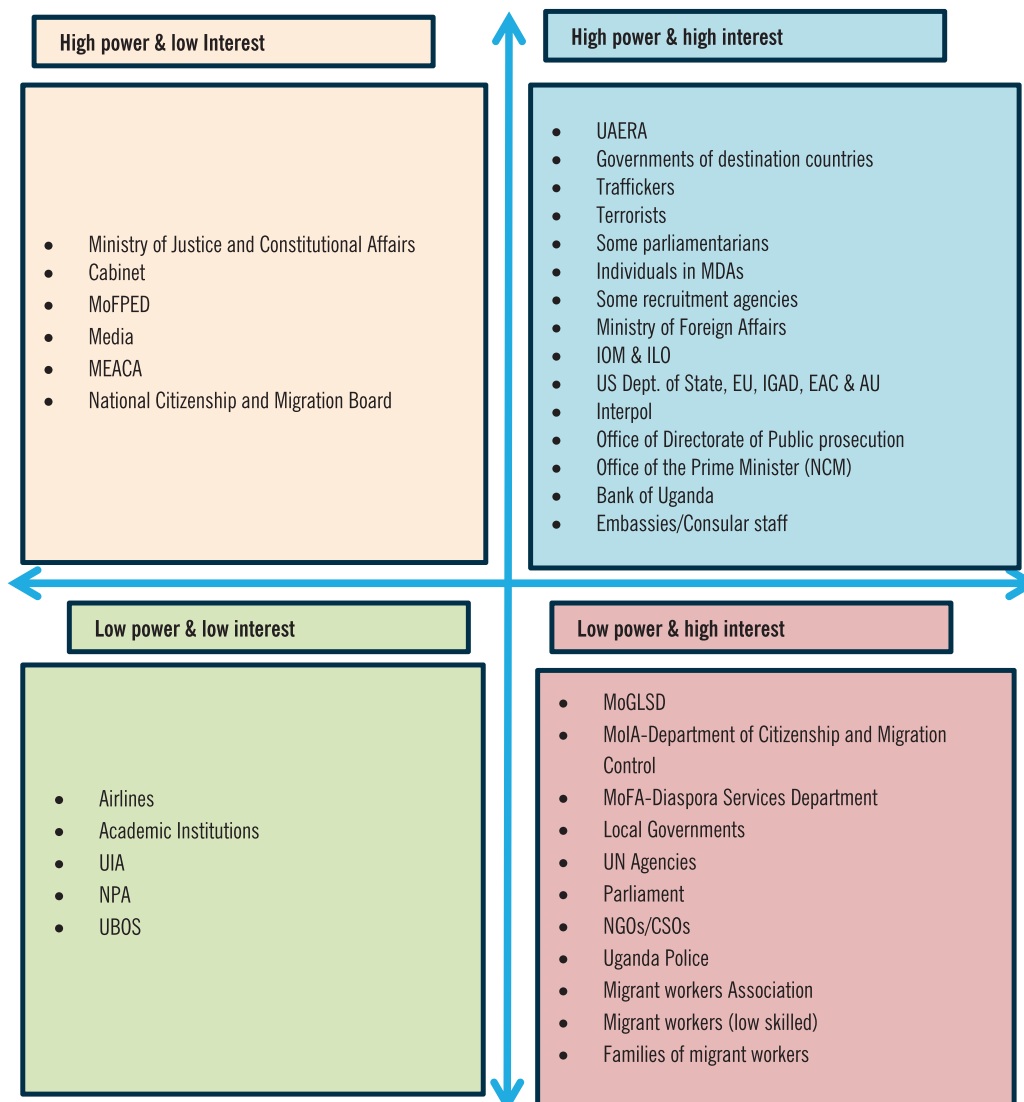 High power & low Interest
• Ministry of Justice and Constitutional Affairs
• Cabinet
• MoFPED
• Media
• MEACA
• National Citizenship and Migration Board
High power & high interest
• UAERA
• Governments of destination countries
• Traffickers
• Terrorists
• Some parliamentarians
• Individuals in MDAs
• Some recruitment agencies
• Ministry of Foreign Affairs
• IOM & ILO
• US Dept. of State, EU, IGAD, EAC & AU
• Interpol
• Office of Directorate of Public prosecution
• Office of the Prime Minister (NCM)
• Bank of Uganda
• Embassies/Consular staff
Low power & low interest
• Airlines
• Academic Institutions
• UIA
• NPA
• UBOS
Low power & high interest
• MoGLSD
• MoIA-Department of Citizenship and Migration
Control
• MoFA-Diaspora Services Department
• Local Governments
• UN Agencies
• Parliament
• NGOs/CSOs
• Uganda Police
• Migrant workers Association
• Migrant workers (low skilled)
• Families of migrant workers